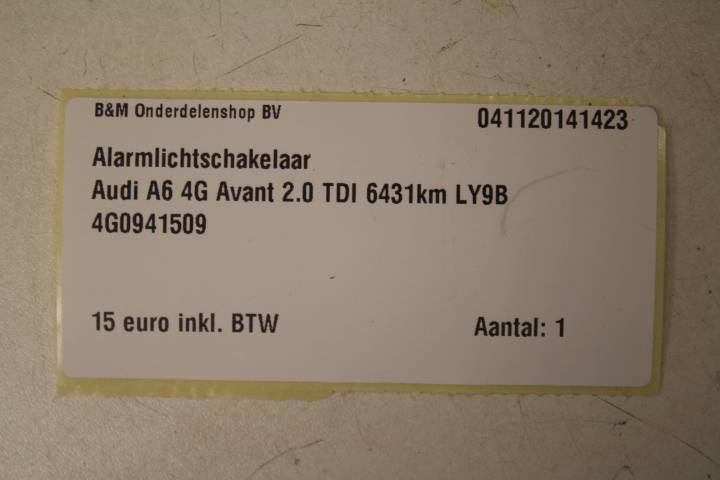 B&M Onderdelenshop BV
041120141423
Alarmlichtschakelaar
Audi A6 4G Avant 2.0 TDI 6431km LY9B
4G0941509
15 euro inkl. BTW
Aantal: 1